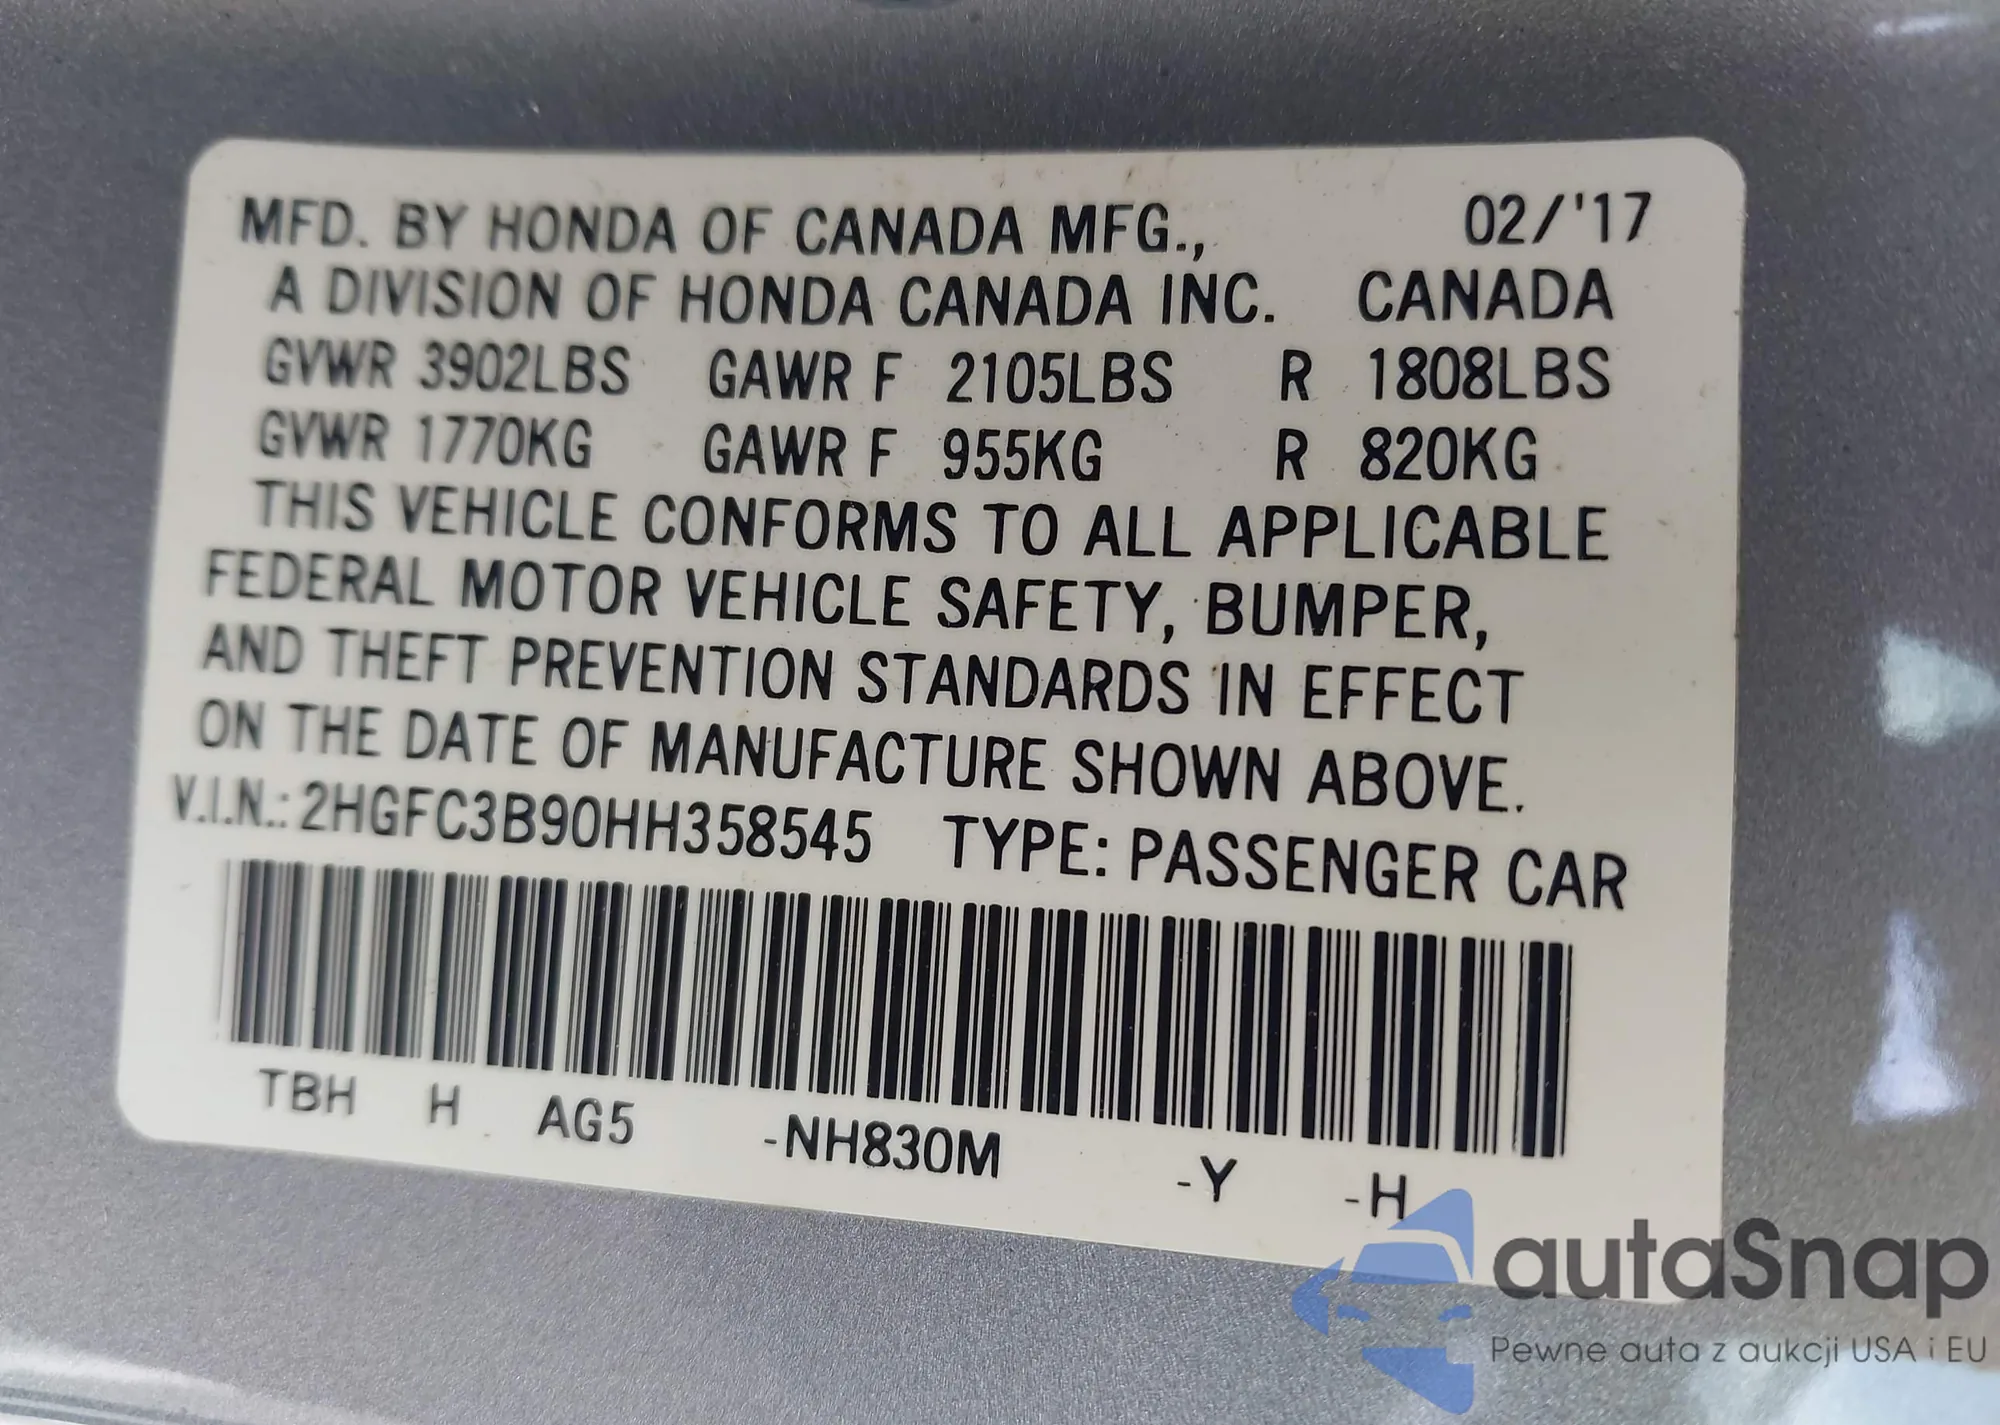 MFD. BY HONDA OF CANADA MFG., 02/'17
A DIVISION OF HONDA CANADA INC. CANADA
GVWR 3902LBS GAWR F 2105LBS R 1808LBS
GVWR 1770KG GAWR F 955KG R 820KG
THIS VEHICLE CONFORMS TO ALL APPLICABLE
FEDERAL MOTOR VEHICLE SAFETY, BUMPER,
AND THEFT PREVENTION STANDARDS IN EFFECT
ON THE DATE OF MANUFACTURE SHOWN ABOVE.
V.I.N.: 2HGFC3B90HH358545 TYPE: PASSENGER CAR
TBH H AG5 -NH830M -Y -H
autaSnap
Pewne auta z aukcji USA i EU